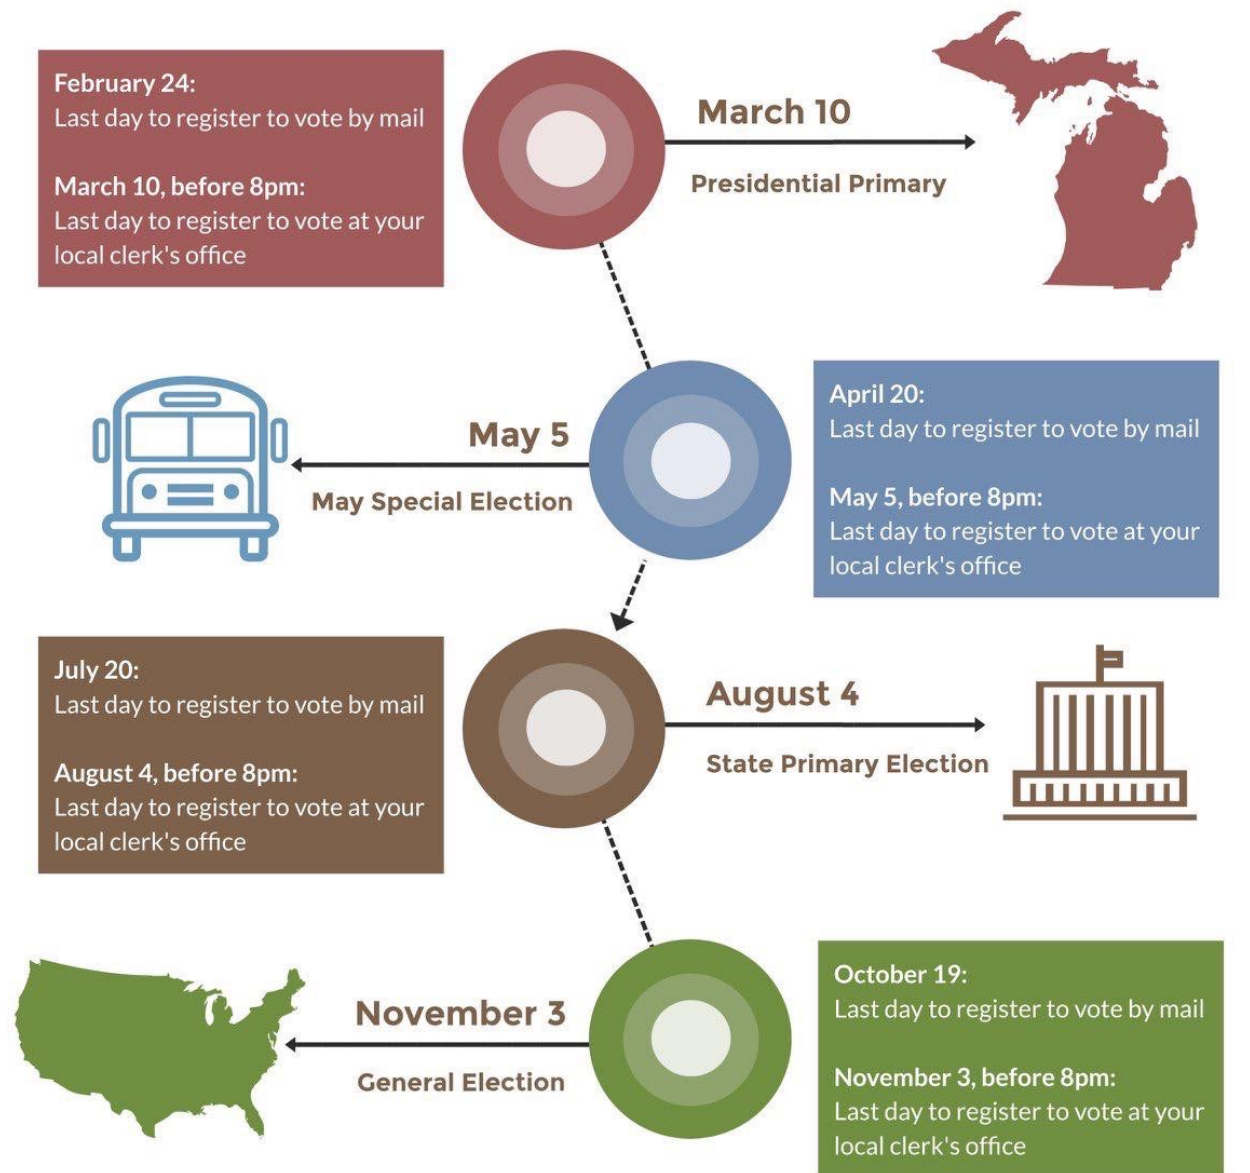 February 24:
Last day to register to vote by mail
March 10, before 8pm:
Last day to register to vote at your
local clerk's office
March 10
Presidential Primary
May 5
May Special Election
April 20:
Last day to register to vote by mail
May 5, before 8pm:
Last day to register to vote at your
local clerk's office
July 20:
Last day to register to vote by mail
August 4, before 8pm:
Last day to register to vote at your
local clerk's office
August 4
State Primary Election
November 3
General Election
October 19:
Last day to register to vote by mail
November 3, before 8pm:
Last day to register to vote at your
local clerk's office